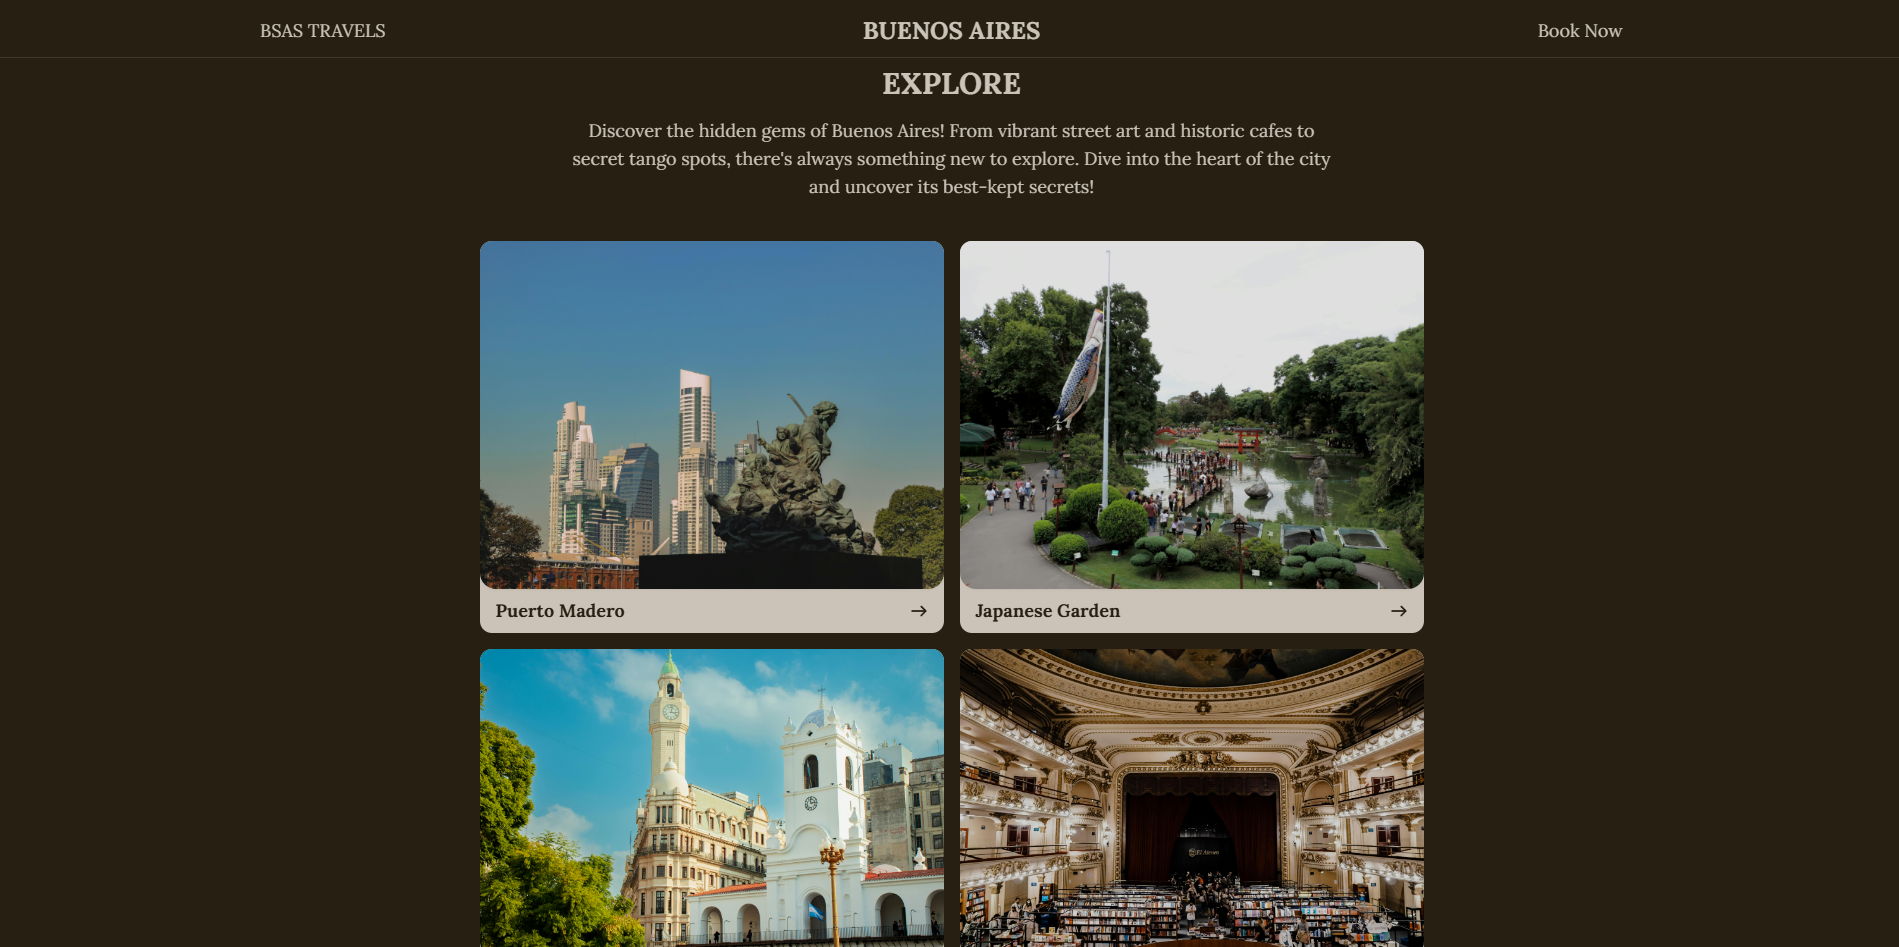 BSAS TRAVELS
BUENOS AIRES
Book Now
EXPLORE
Discover the hidden gems of Buenos Aires! From vibrant street art and historic cafes to
secret tango spots, there's always something new to explore. Dive into the heart of the city
and uncover its best-kept secrets!
Puerto Madero
Japanese Garden
El Ateneo